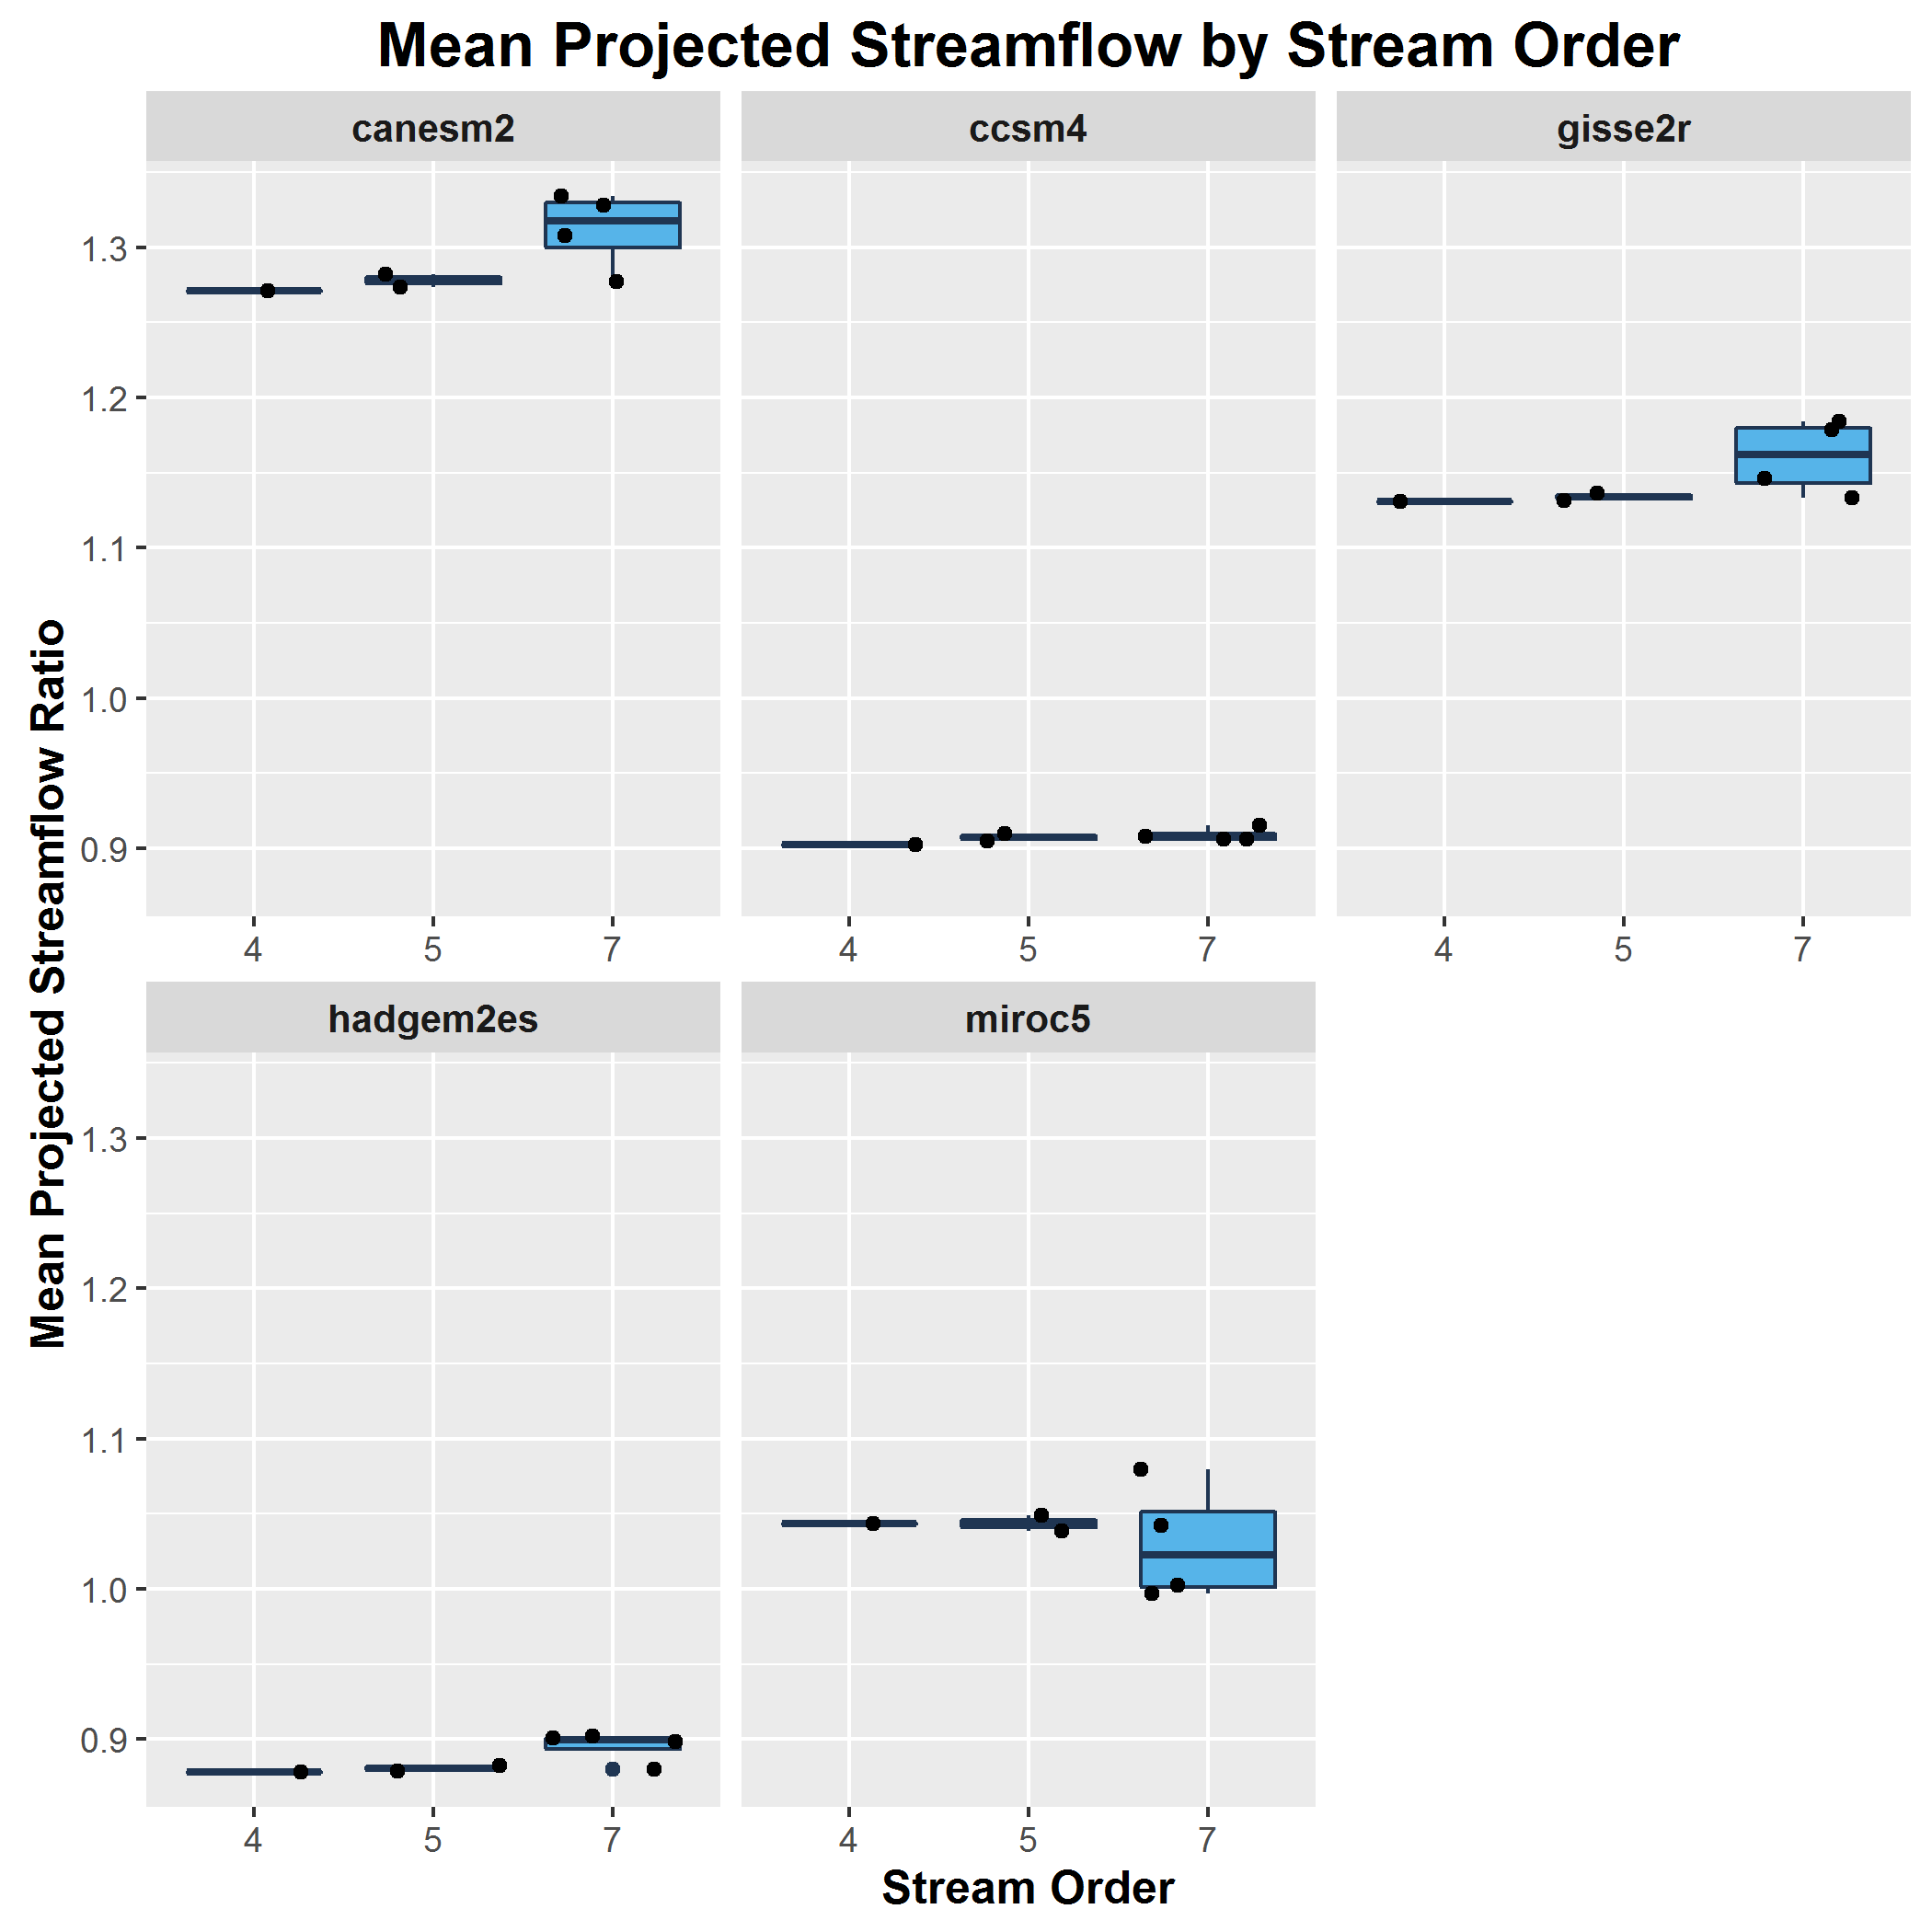 Mean Projected Streamflow by Stream Order
canesm2 ccsm4 gisse2r
1.3
1.2
1.1
1.0
0.9
4 5 7 4 5 7 4 5 7
Mean Projected Streamflow Ratio
hadgem2es miroc5
1.3
1.2
1.1
1.0
0.9
4 5 7 4 5 7
Stream Order